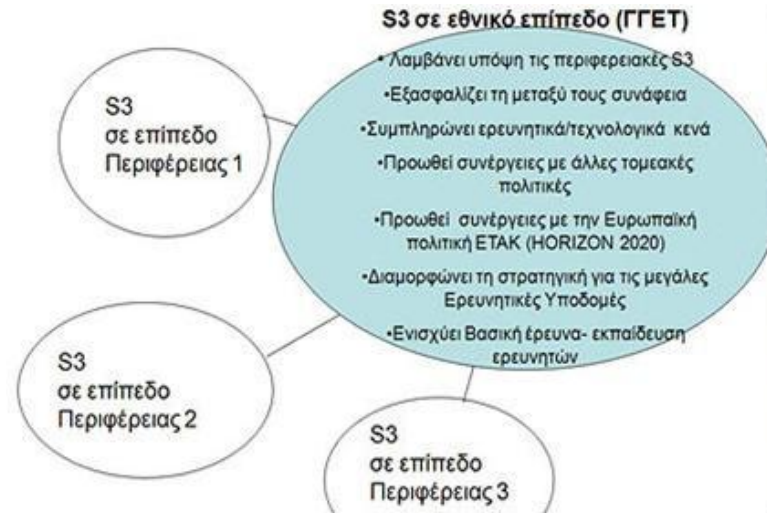 S3 σε εθνικό επίπεδο (ΓΓΕΤ)
• Λαμβάνει υπόψη τις περιφερειακές S3
•Εξασφαλίζει τη μεταξύ τους συνάφεια
•Συμπληρώνει ερευνητικά/τεχνολογικά κενά
•Προωθεί συνέργειες με άλλες τομεακές
πολιτικές
•Προωθεί συνέργειες με την Ευρωπαϊκή
πολιτική ΕΤΑΚ (HORIZON 2020)
•Διαμορφώνει τη στρατηγική για τις μεγάλες
Ερευνητικές Υποδομές
•Ενισχύει Βασική έρευνα- εκπαίδευση
ερευνητών
S3
σε επίπεδο
Περιφέρειας 1
S3
σε επίπεδο
Περιφέρειας 2
S3
σε επίπεδο
Περιφέρειας 3